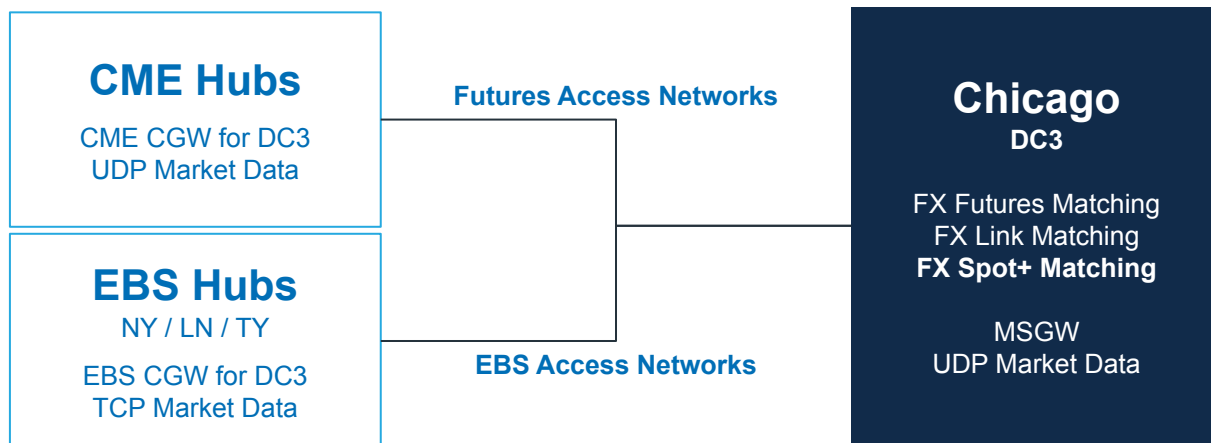 CME Hubs
CME CGW for DC3
UDP Market Data
Futures Access Networks
EBS Hubs
NY / LN / TY
EBS CGW for DC3
TCP Market Data
EBS Access Networks
Chicago
DC3
FX Futures Matching
FX Link Matching
FX Spot+ Matching
MSGW
UDP Market Data